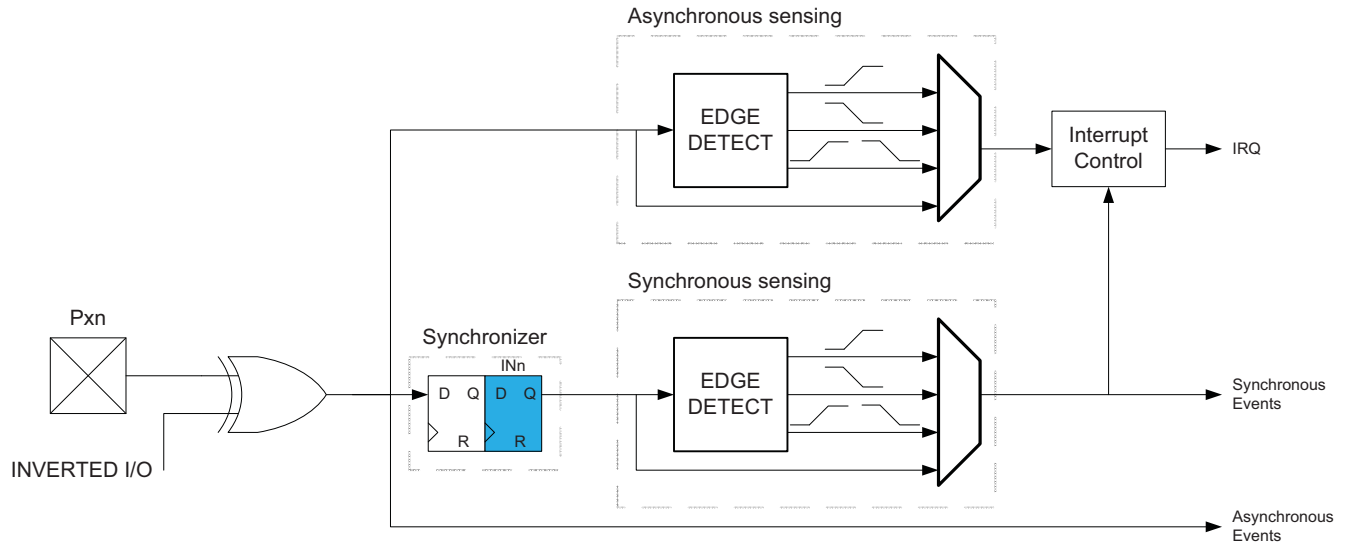 Asynchronous sensing
EDGE
DETECT
Interrupt
Control
IRQ
Synchronous sensing
Pxn
Synchronizer
INn
D Q D Q
R R
EDGE
DETECT
Synchronous
Events
INVERTED I/O
Asynchronous
Events